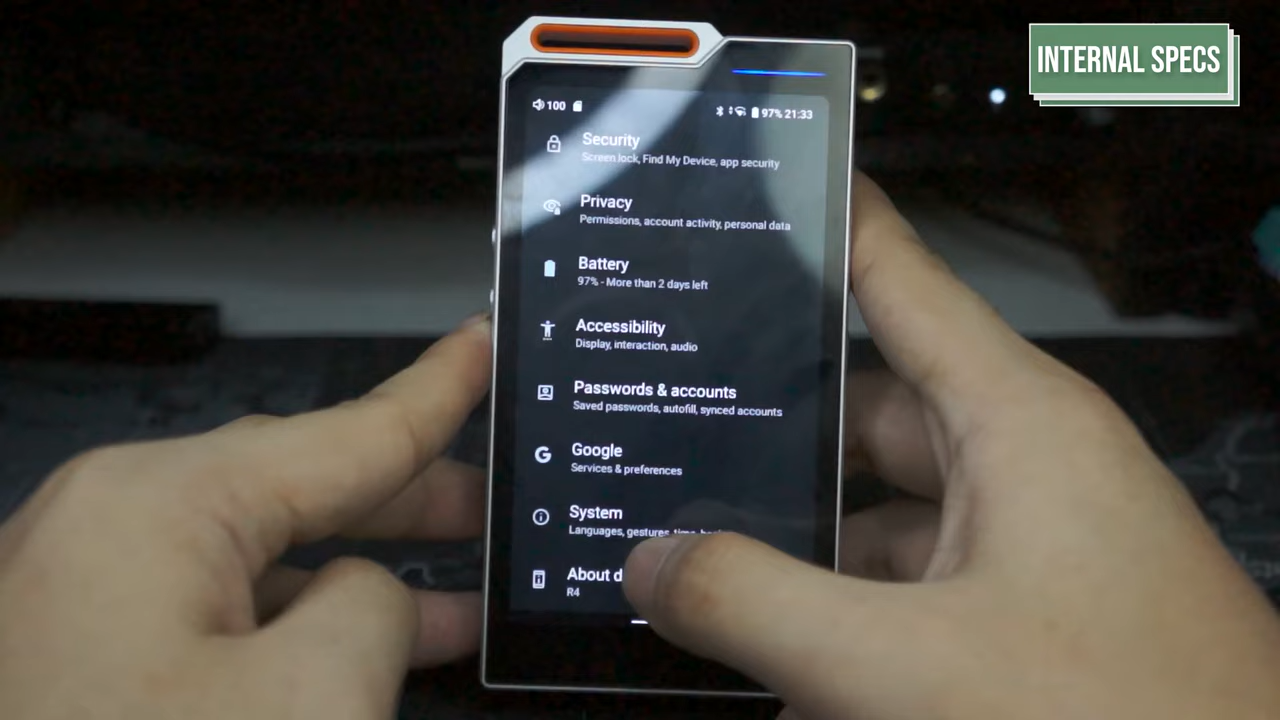 INTERNAL SPECS
100
97% 21:33
Security
Screen lock, Find My Device, app security
Privacy
Permissions, account activity, personal data
Battery
97% - More than 2 days left
Accessibility
Display, interaction, audio
Passwords & accounts
Saved passwords, autofill, synced accounts
Google
Services & preferences
System
Languages, gestures, time,
About
R4